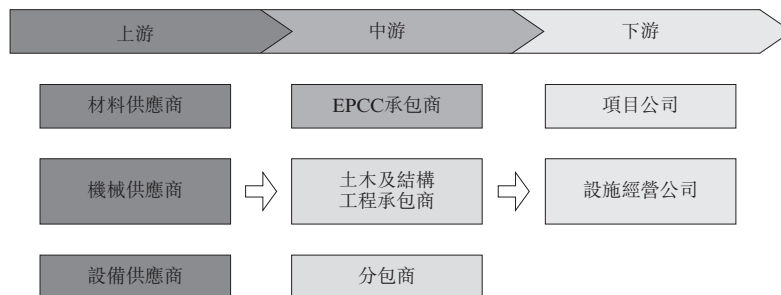 上游
中游
下游
材料供應商
EPCC承包商
項目公司
機械供應商
土木及結構
工程承包商
設施經營公司
設備供應商
分包商